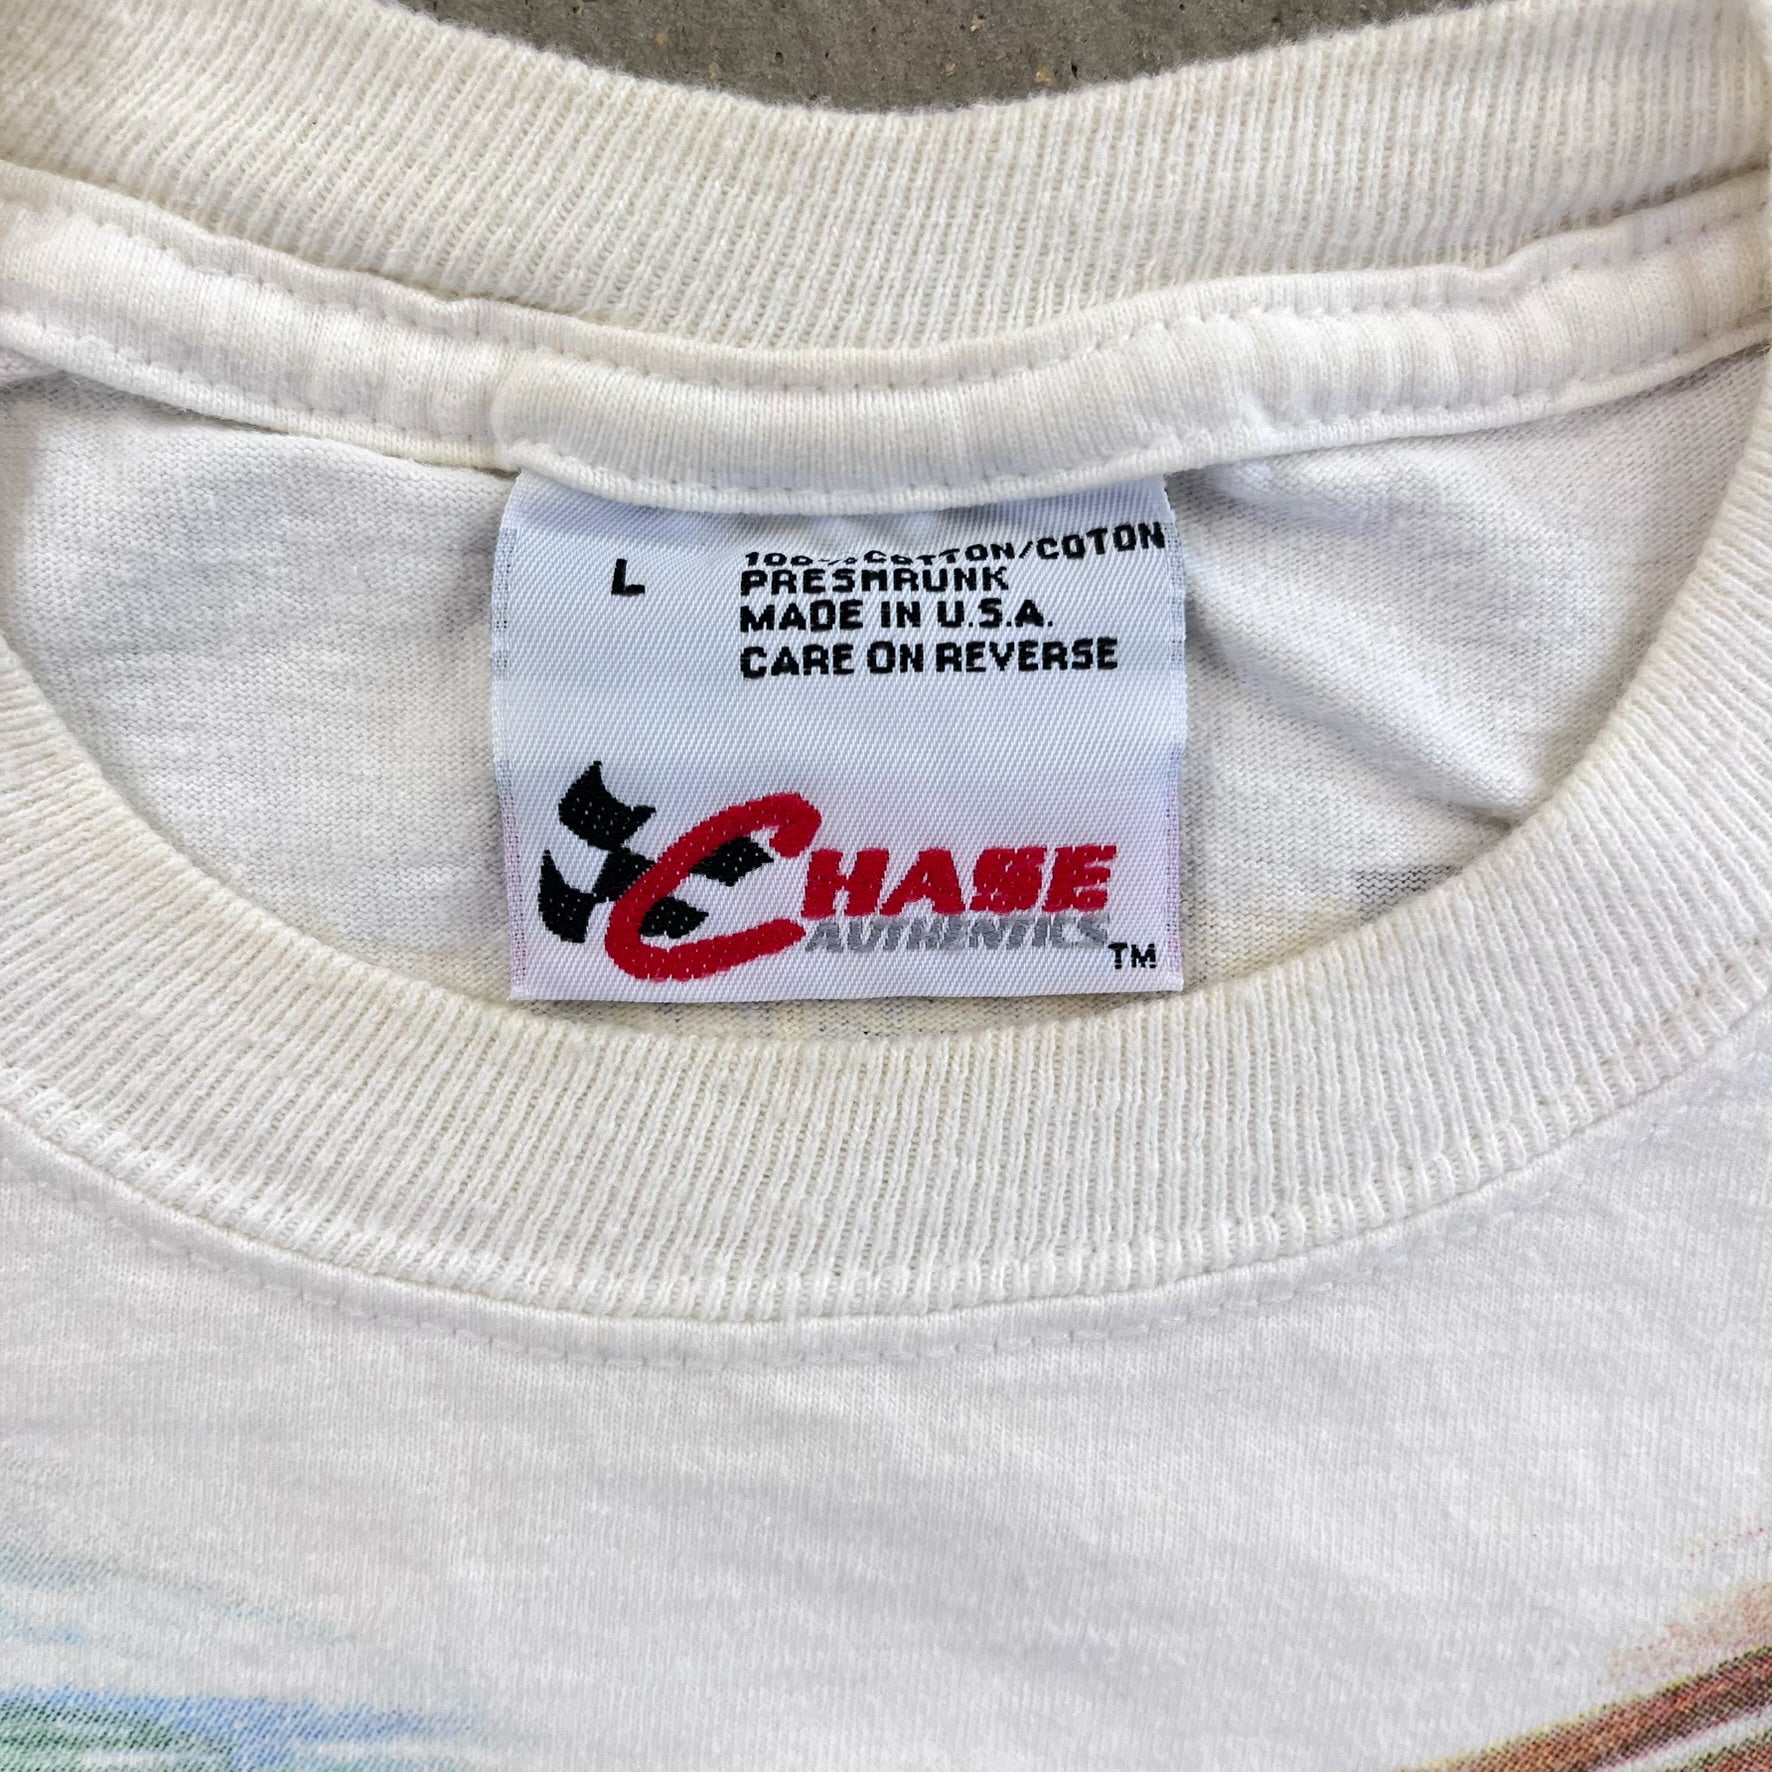 L
100% COTTON/COTON
PRESHRUNK
MADE IN U.S.A.
CARE ON REVERSE
CHASE
AUTHENTICS TM